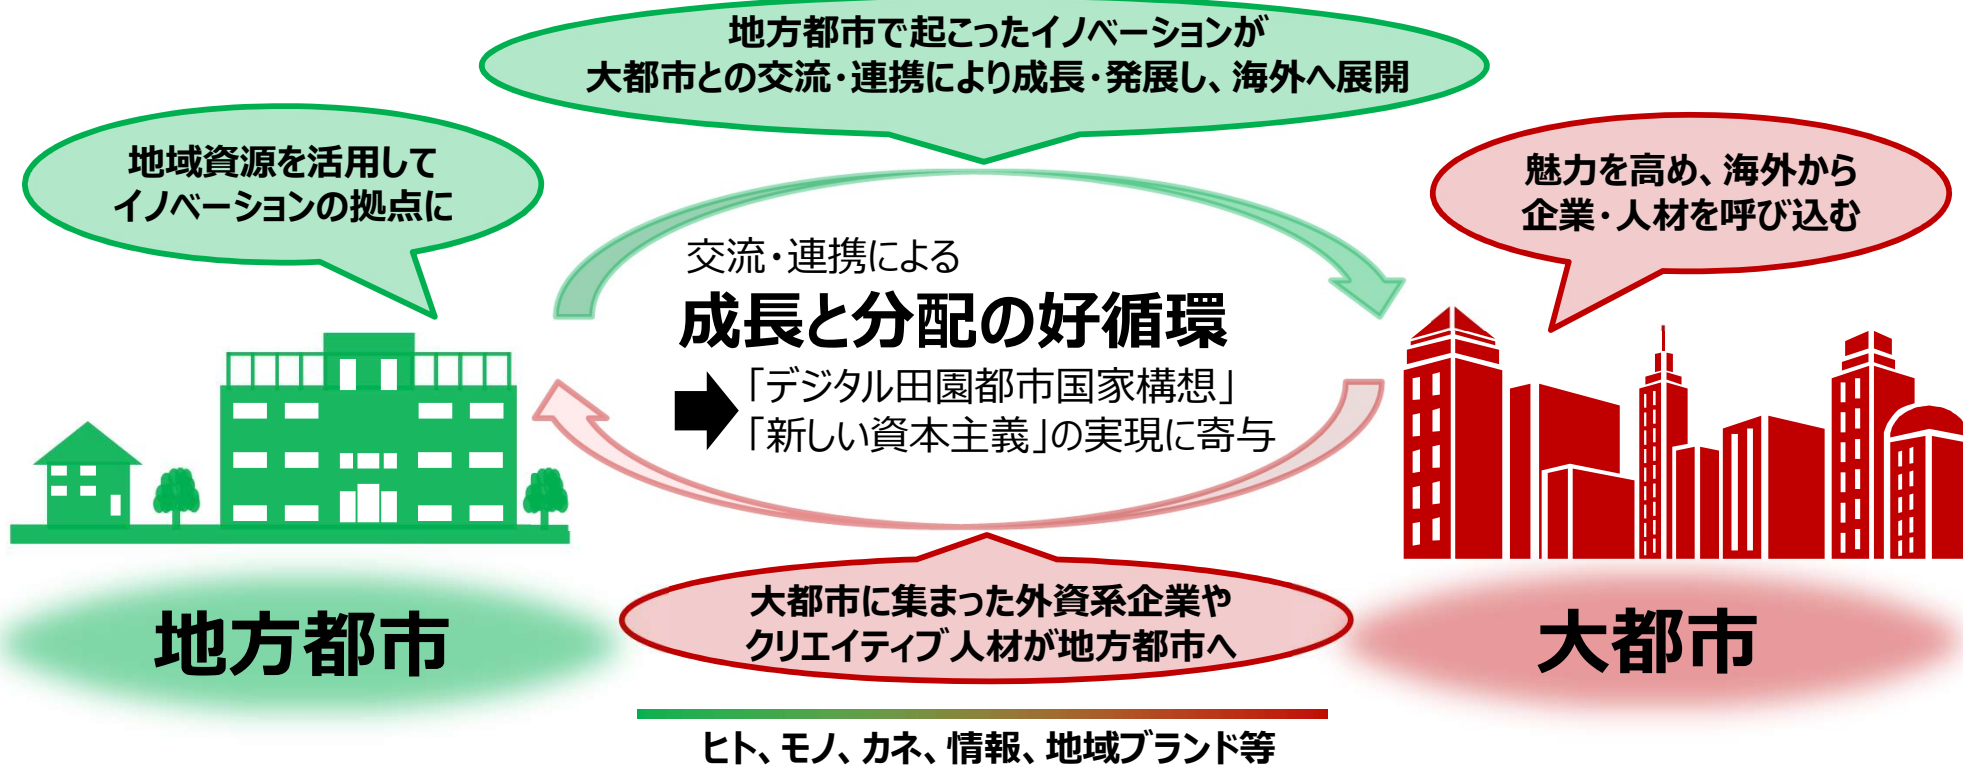 地方都市で起こったイノベーションが
大都市との交流・連携により成長・発展し、海外へ展開
地域資源を活用して
イノベーションの拠点に
魅力を高め、海外から
企業・人材を呼び込む
交流・連携による
成長と分配の好循環
「デジタル田園都市国家構想」
「新しい資本主義」の実現に寄与
大都市に集まった外資系企業や
クリエイティブ人材が地方都市へ
地方都市
大都市
ヒト、モノ、カネ、情報、地域ブランド等